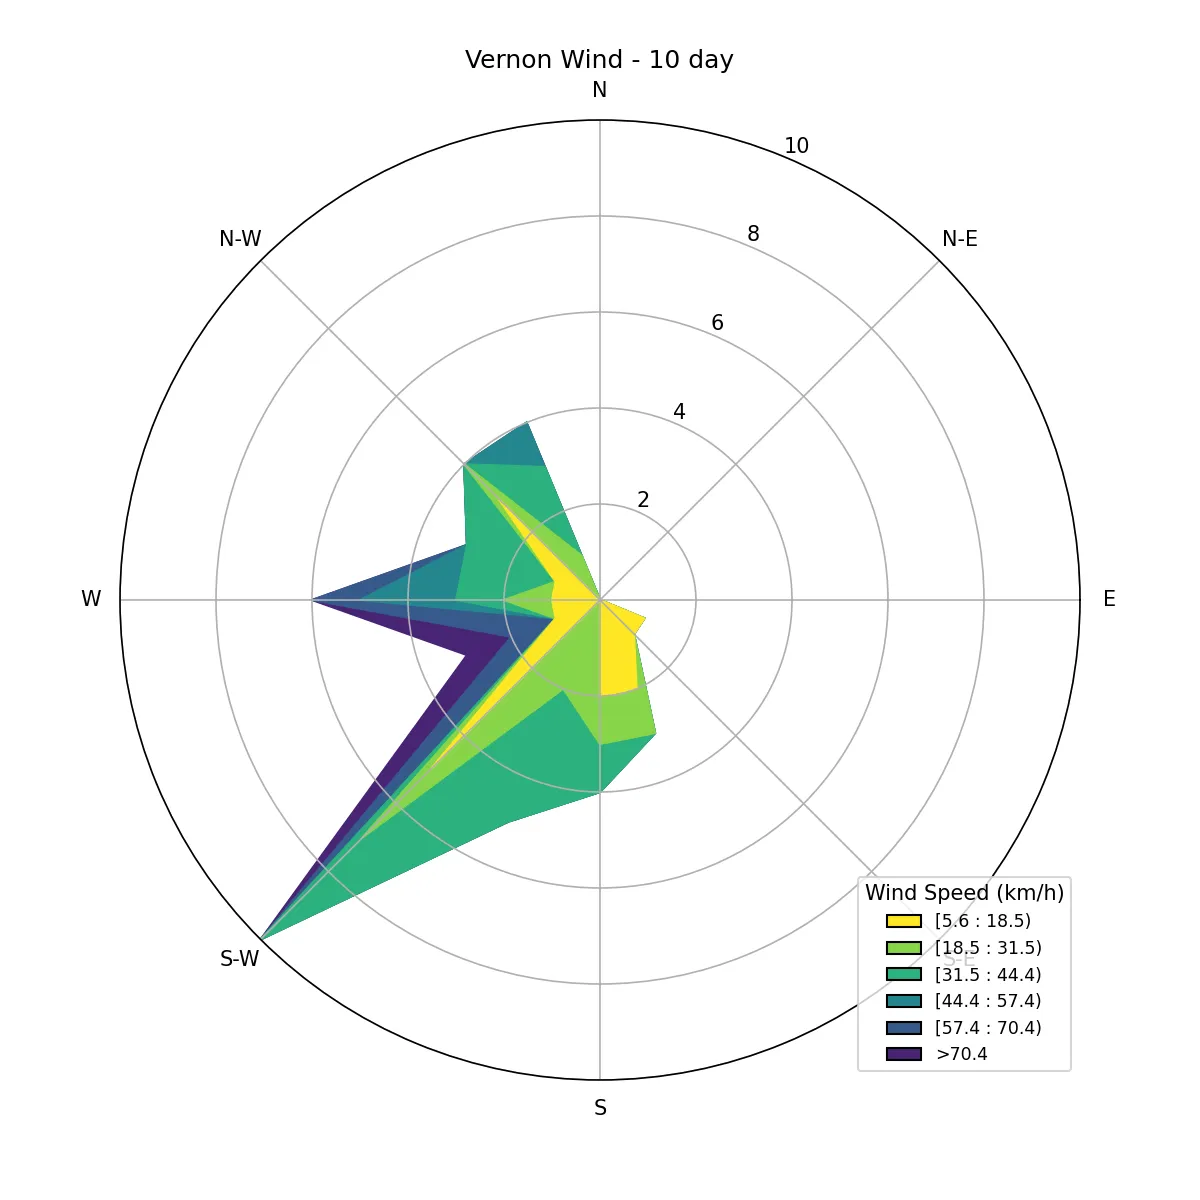 Vernon Wind - 10 day
N
10
N-W
N-E
8
6
4
2
W
E
S-W
S-E
S
Wind Speed (km/h)
[5.6 : 18.5)
[18.5 : 31.5)
[31.5 : 44.4)
[44.4 : 57.4)
[57.4 : 70.4)
>70.4